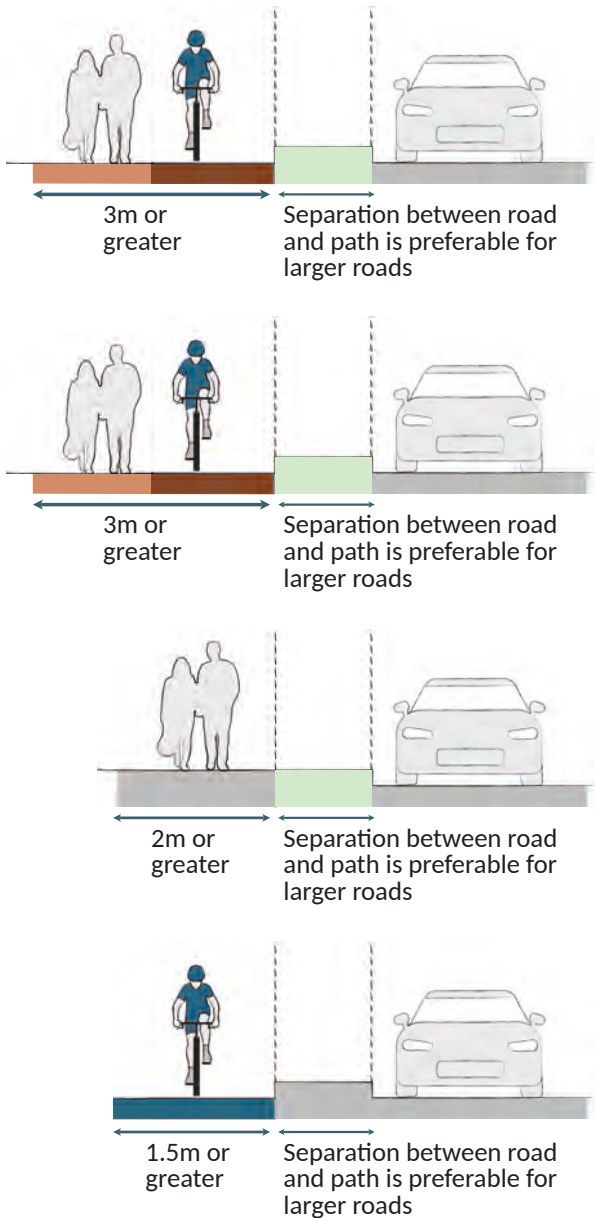 3m or
greater
Separation between road
and path is preferable for
larger roads
3m or
greater
Separation between road
and path is preferable for
larger roads
2m or
greater
Separation between road
and path is preferable for
larger roads
1.5m or
greater
Separation between road
and path is preferable for
larger roads